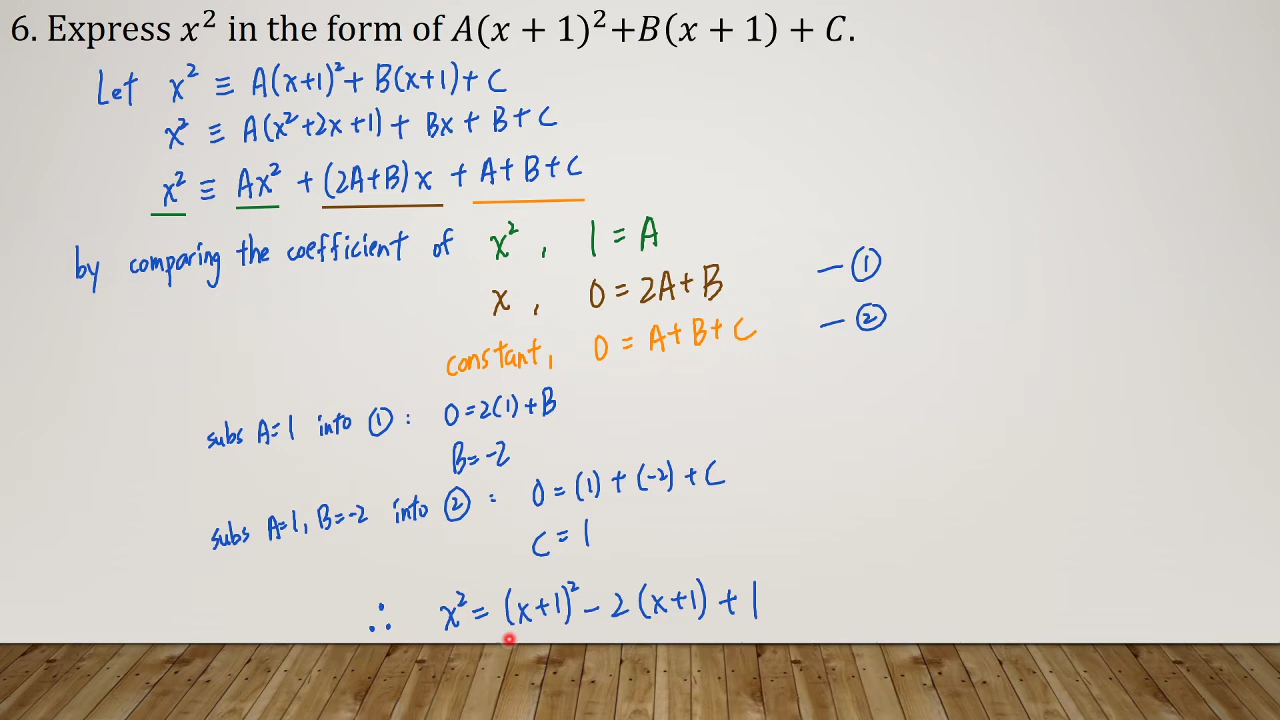 6. Express x² in the form of A(x + 1)²+B(x + 1) + C.
Let x² ≡ A(x+1)² + B(x+1) + C
x² ≡ A(x²+2x+1) + Bx + B + C
x² ≡ Ax² + (2A+B)x + A+B+C
by comparing the coefficient of x², 1 = A
x, 0 = 2A+B —①
constant, 0 = A+B+C —②
subs A=1 into ①: 0=2(1)+B
B=-2
subs A=1, B=-2 into ②: 0=(1)+(-2)+C
C=1
∴ x² = (x+1)² - 2(x+1) + 1